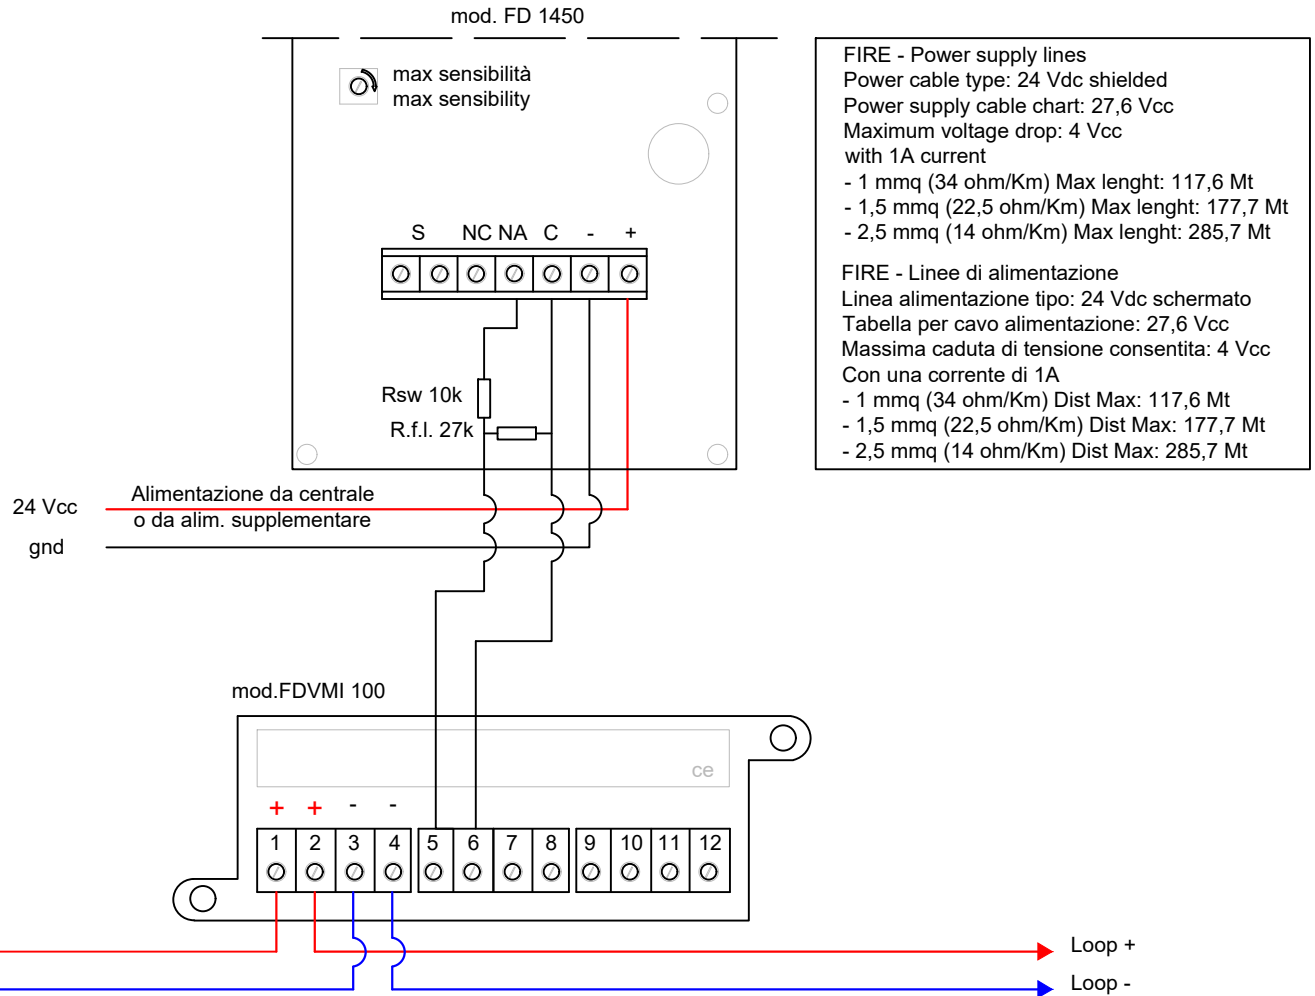 mod. FD 1450
max sensibilità
max sensibility
S NC NA C - +
Rsw 10k
R.f.l. 27k
FIRE - Power supply lines
Power cable type: 24 Vdc shielded
Power supply cable chart: 27,6 Vcc
Maximum voltage drop: 4 Vcc
with 1A current
- 1 mmq (34 ohm/Km) Max lenght: 117,6 Mt
- 1,5 mmq (22,5 ohm/Km) Max lenght: 177,7 Mt
- 2,5 mmq (14 ohm/Km) Max lenght: 285,7 Mt
FIRE - Linee di alimentazione
Linea alimentazione tipo: 24 Vdc schermato
Tabella per cavo alimentazione: 27,6 Vcc
Massima caduta di tensione consentita: 4 Vcc
Con una corrente di 1A
- 1 mmq (34 ohm/Km) Dist Max: 117,6 Mt
- 1,5 mmq (22,5 ohm/Km) Dist Max: 177,7 Mt
- 2,5 mmq (14 ohm/Km) Dist Max: 285,7 Mt
24 Vcc
Alimentazione da centrale
o da alim. supplementare
gnd
mod.FDVMI 100
ce
+ + - -
1 2 3 4 5 6 7 8 9 10 11 12
Loop +
Loop -